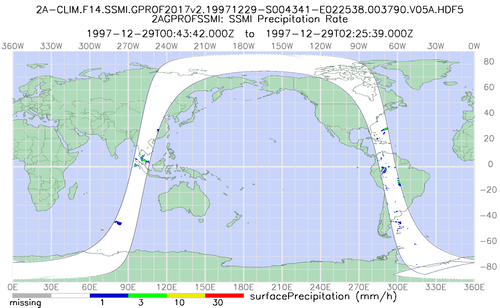 2A-CLIM.F14.SSMI.GPROF2017v2.19971229-S004341-E022538.003790.V05A.HDF5
2AGPROFSSMI: SSMI Precipitation Rate
1997-12-29T00:43:42.000Z to 1997-12-29T02:25:39.000Z
360W 330W 300W 270W 240W 210W 180W 150W 120W 90W 60W 30W 0W
80
60
40
20
0
-20
-40
-60
-80
0E 30E 60E 90E 120E 150E 180E 210E 240E 270E 300E 330E 360E
missing 1 3 10 30 surfacePrecipitation (mm/h)